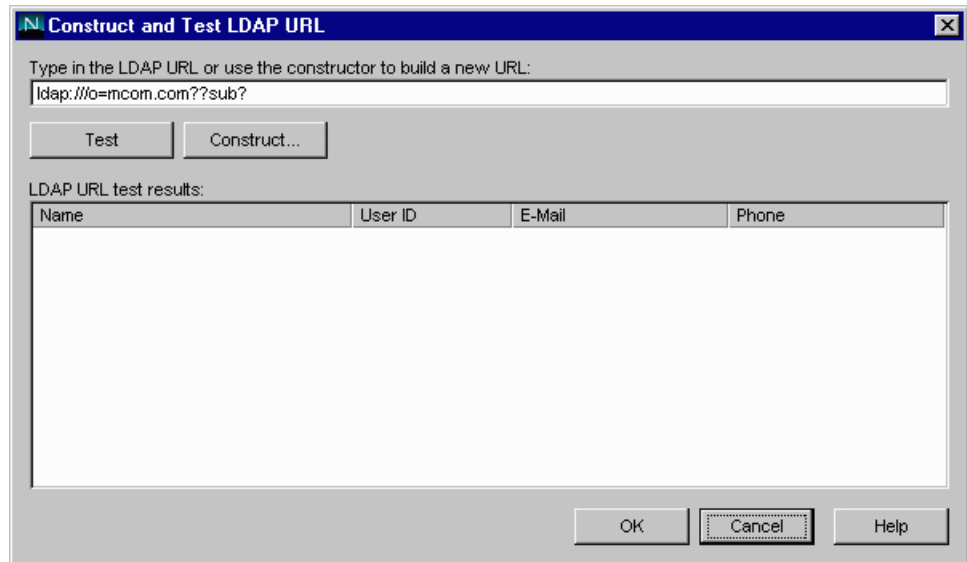 N Construct and Test LDAP URL
Type in the LDAP URL or use the constructor to build a new URL:
ldap:///o=mcom.com??sub?
Test Construct...
LDAP URL test results:
Name User ID E-Mail Phone
OK Cancel Help